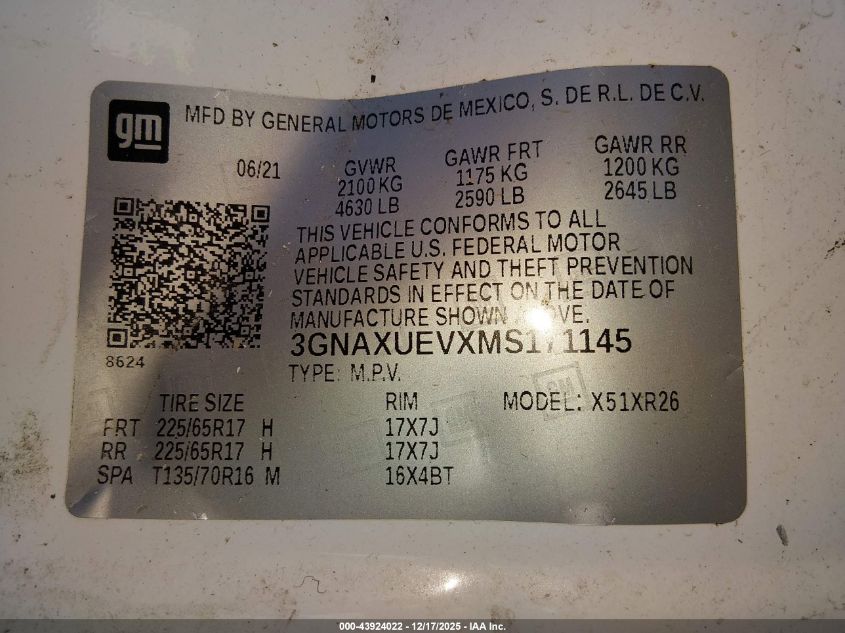 gm
MFD BY GENERAL MOTORS DE MEXICO, S. DE R.L. DE C.V.
06/21 GVWR GAWR FRT GAWR RR
2100 KG 1175 KG 1200 KG
4630 LB 2590 LB 2645 LB
THIS VEHICLE CONFORMS TO ALL
APPLICABLE U.S. FEDERAL MOTOR
VEHICLE SAFETY AND THEFT PREVENTION
STANDARDS IN EFFECT ON THE DATE OF
MANUFACTURE SHOWN ABOVE.
3GNAXUEVXMS171145
8624
TYPE: M.P.V.
TIRE SIZE RIM MODEL: X51XR26
FRT 225/65R17 H 17X7J
RR 225/65R17 H 17X7J
SPA T135/70R16 M 16X4BT
000-43924022 - 12/17/2025 - IAA Inc.